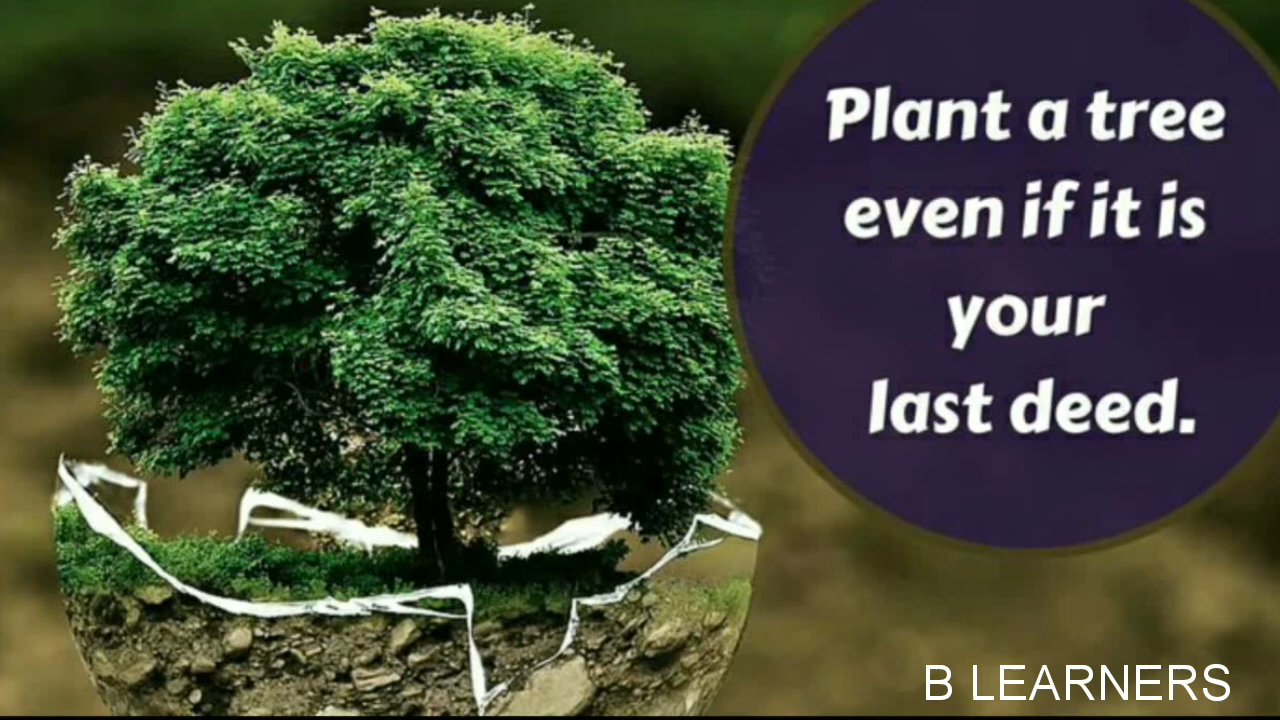 Plant a tree
even if it is
your
last deed.
B LEARNERS